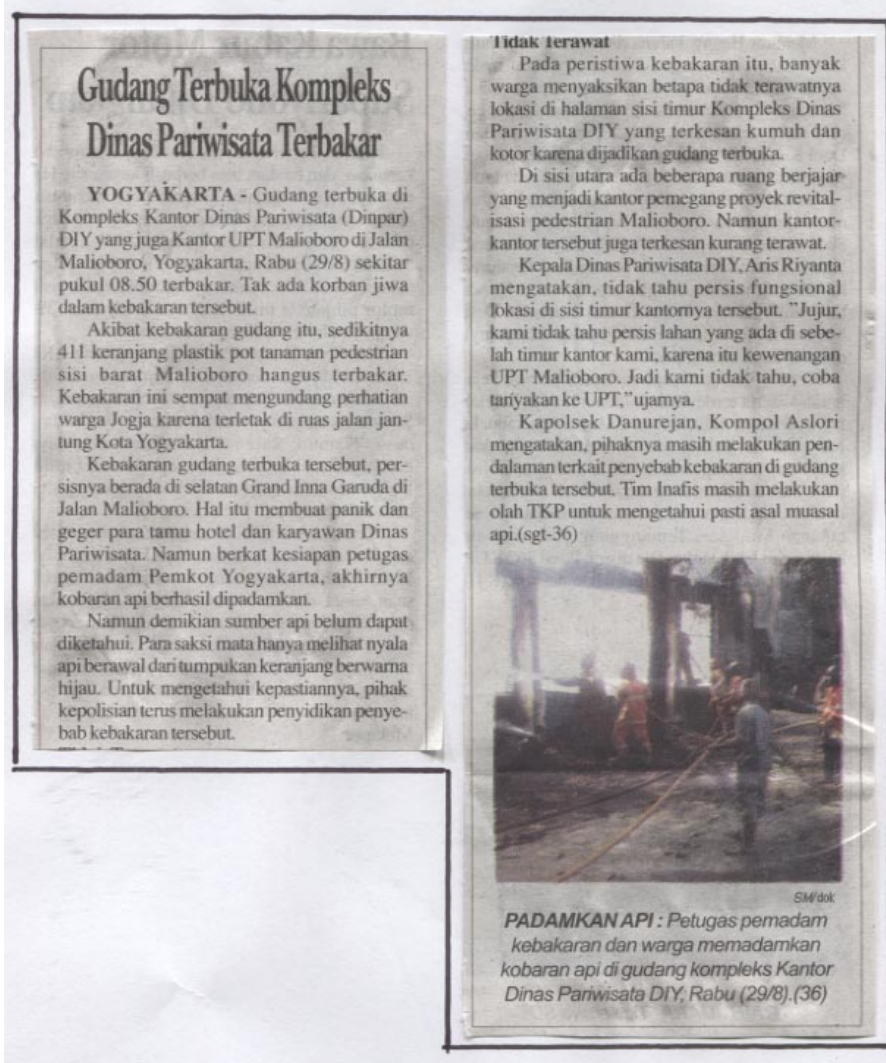 Gudang Terbuka Kompleks
Dinas Pariwisata Terbakar
YOGYAKARTA - Gudang terbuka di
Kompleks Kantor Dinas Pariwisata (Dinpar)
DIY yang juga Kantor UPT Malioboro di Jalan
Malioboro, Yogyakarta, Rabu (29/8) sekitar
pukul 08.50 terbakar. Tak ada korban jiwa
dalam kebakaran tersebut.
Akibat kebakaran gudang itu, sedikitnya
411 keranjang plastik pot tanaman pedestrian
sisi barat Malioboro hangus terbakar.
Kebakaran ini sempat mengundang perhatian
warga Jogja karena terletak di ruas jalan jan-
tung Kota Yogyakarta.
Kebakaran gudang terbuka tersebut, per-
sisnya berada di selatan Grand Inna Garuda di
Jalan Malioboro. Hal itu membuat panik dan
geger para tamu hotel dan karyawan Dinas
Pariwisata. Namun berkat kesiapan petugas
pemadam Pemkot Yogyakarta, akhirnya
kobaran api berhasil dipadamkan.
Namun demikian sumber api belum dapat
diketahui. Para saksi mata hanya melihat nyala
api berawal dari tumpukan keranjang berwarna
hijau. Untuk mengetahui kepastiannya, pihak
kepolisian terus melakukan penyidikan penye-
bab kebakaran tersebut.
Tidak Terawat
Pada peristiwa kebakaran itu, banyak
warga menyaksikan betapa tidak terawatnya
lokasi di halaman sisi timur Kompleks Dinas
Pariwisata DIY yang terkesan kumuh dan
kotor karena dijadikan gudang terbuka.
Di sisi utara ada beberapa ruang berjajar
yang menjadi kantor pemegang proyek revital-
isasi pedestrian Malioboro. Namun kantor-
kantor tersebut juga terkesan kurang terawat.
Kepala Dinas Pariwisata DIY, Aris Riyanta
mengatakan, tidak tahu persis fungsional
lokasi di sisi timur kantornya tersebut. "Jujur,
kami tidak tahu persis lahan yang ada di sebe-
lah timur kantor kami, karena itu kewenangan
UPT Malioboro. Jadi kami tidak tahu, coba
tanyakan ke UPT," ujarnya.
Kapolsek Danurejan, Kompol Aslori
mengatakan, pihaknya masih melakukan pen-
dalaman terkait penyebab kebakaran di gudang
terbuka tersebut. Tim Inafis masih melakukan
olah TKP untuk mengetahui pasti asal muasal
api.(sgt-36)
SM/dok
PADAMKAN API : Petugas pemadam
kebakaran dan warga memadamkan
kobaran api di gudang kompleks Kantor
Dinas Pariwisata DIY, Rabu (29/8).(36)